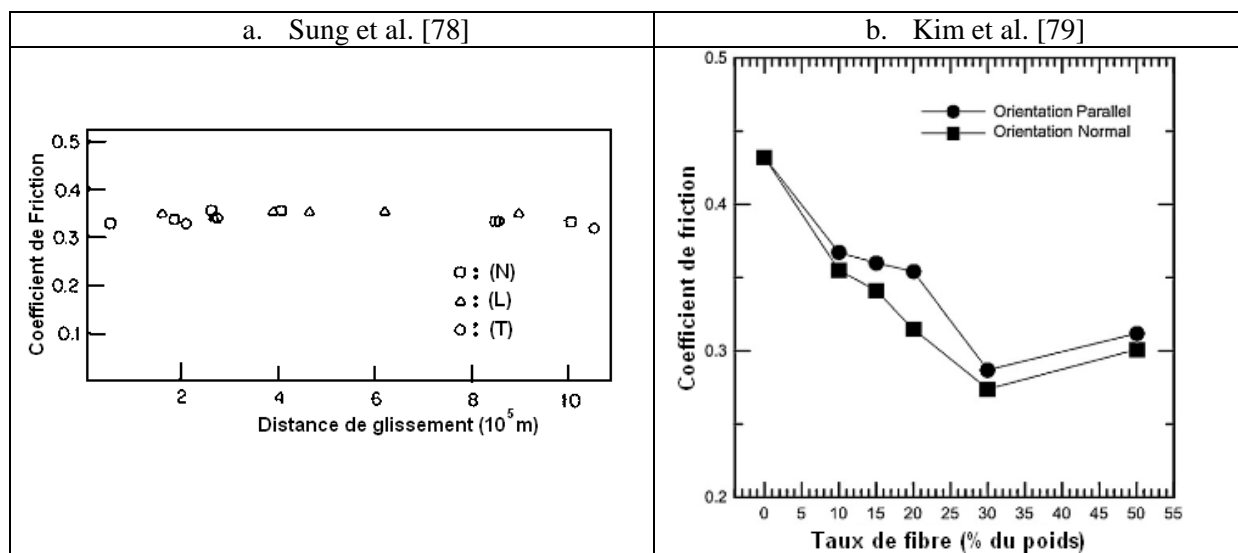 a. Sung et al. [78]
b. Kim et al. [79]
Coefficient de Friction
0.5
0.4
0.3
0.2
0.1
□ : (N)
△ : (L)
○ : (T)
2 4 6 8 10
Distance de glissement (10⁵ m)
Coefficient de friction
0.5
0.4
0.3
0.2
Orientation Parallel
Orientation Normal
0 5 10 15 20 25 30 35 40 45 50 55
Taux de fibre (% du poids)